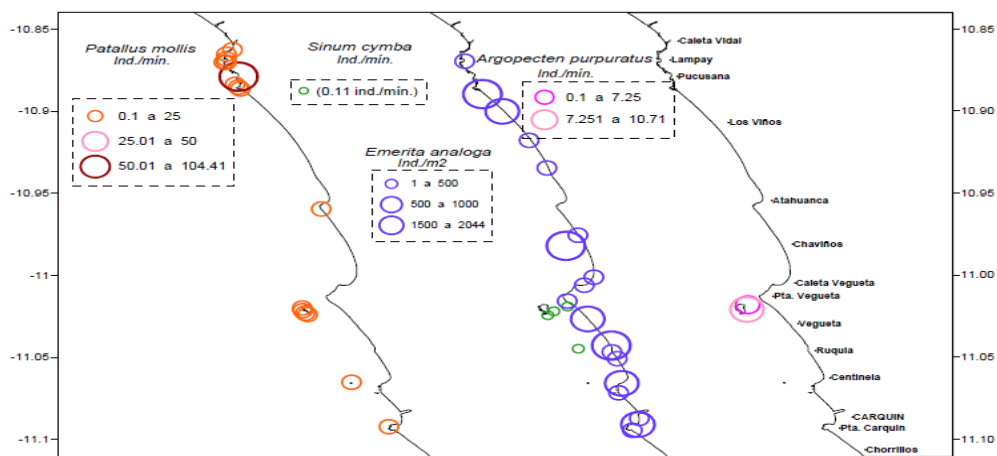 -10.85
-10.9
-10.95
-11
-11.05
-11.1
Patallus mollis
Ind./min.
0.1 a 25
25.01 a 50
50.01 a 104.41
Sinum cymba
Ind./min.
(0.11 ind./mín.)
Emerita analoga
Ind./m2
1 a 500
500 a 1000
1500 a 2044
Argopecten purpuratus
Ind./min.
0.1 a 7.25
7.251 a 10.71
Caleta Vidal
Lampay
Pucusana
Los Viños
Atahuanca
Chaviños
Caleta Vegueta
Pta. Vegueta
Vegueta
Ruquia
Centinela
CARQUIN
Pta. Carquin
Chorrillos
10.85
10.90
10.95
11.00
11.05
11.10